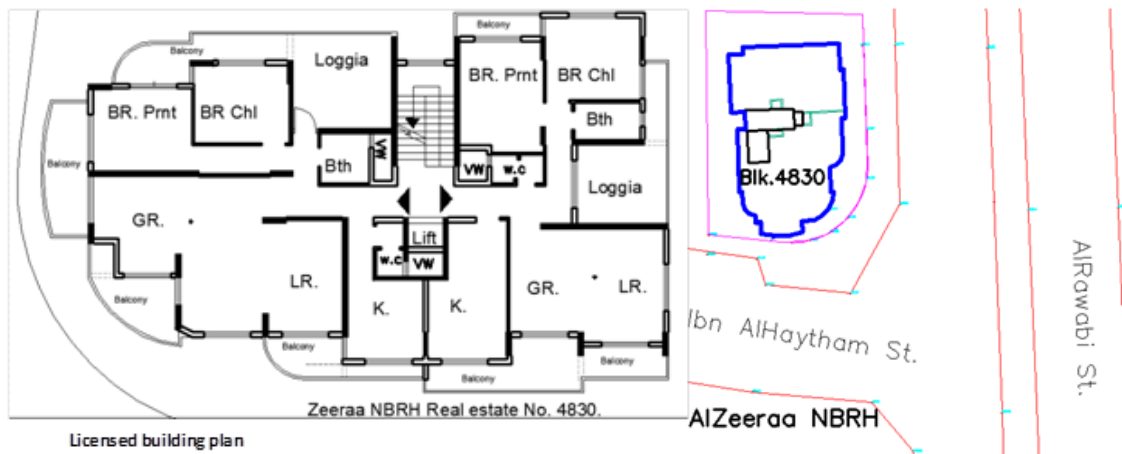 Balcony
Balcony
Loggia
BR. Prnt
BR Chl
BR. Prnt
BR Chl
Bth
Balcony
Bth
VW
VW
w.c
Loggia
GR.
Lift
w.c
VW
LR.
GR.
LR.
Balcony
K.
K.
Balcony
Balcony
Balcony
Zeeraa NBRH Real estate No. 4830.
Licensed building plan
Blk.4830
Ibn AlHaytham St.
AlRawabi St.
AlZeeraa NBRH